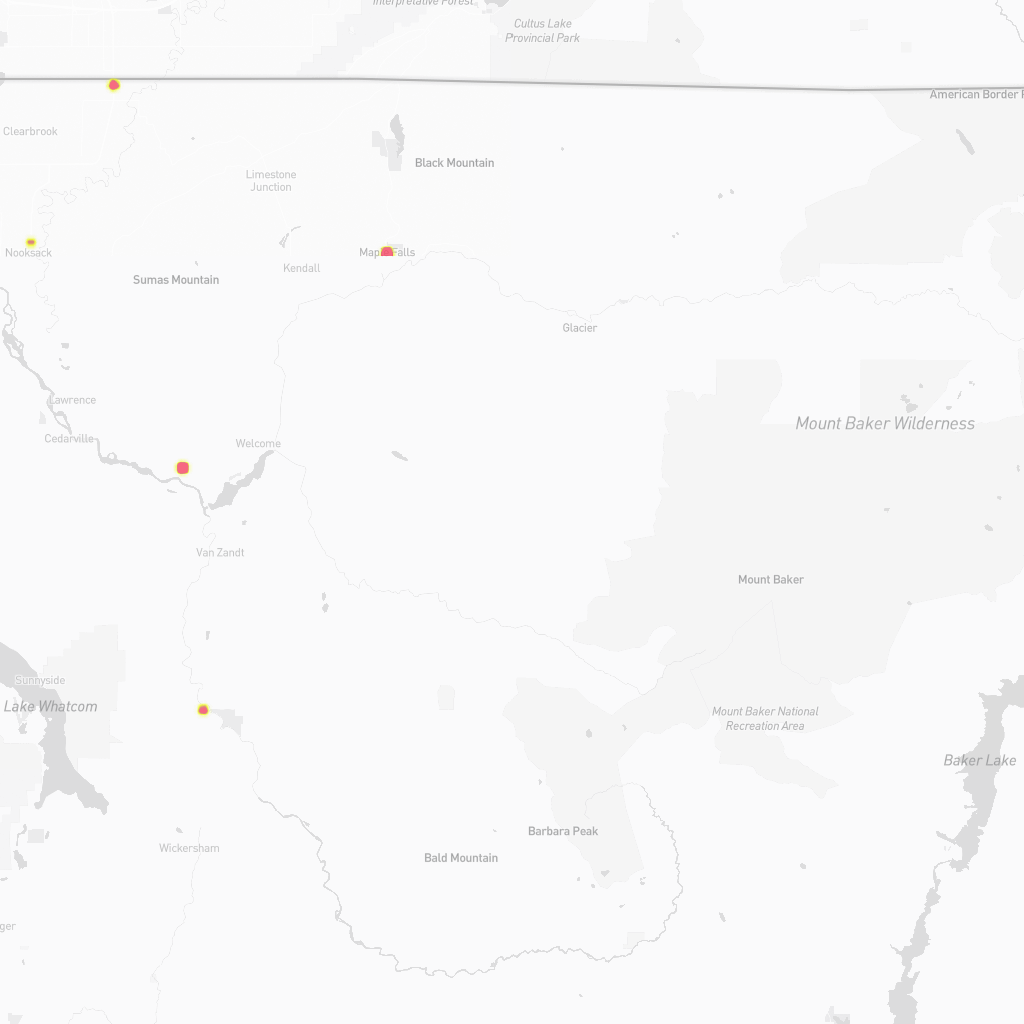 Interpretative Forest
Cultus Lake
Provincial Park
American Border
Clearbrook
Black Mountain
Limestone
Junction
Nooksack
Maple Falls
Kendall
Sumas Mountain
Glacier
Lawrence
Mount Baker Wilderness
Cedarville
Welcome
Van Zandt
Mount Baker
Sunnyside
Lake Whatcom
Mount Baker National
Recreation Area
Baker Lake
Barbara Peak
Wickersham
Bald Mountain
ger